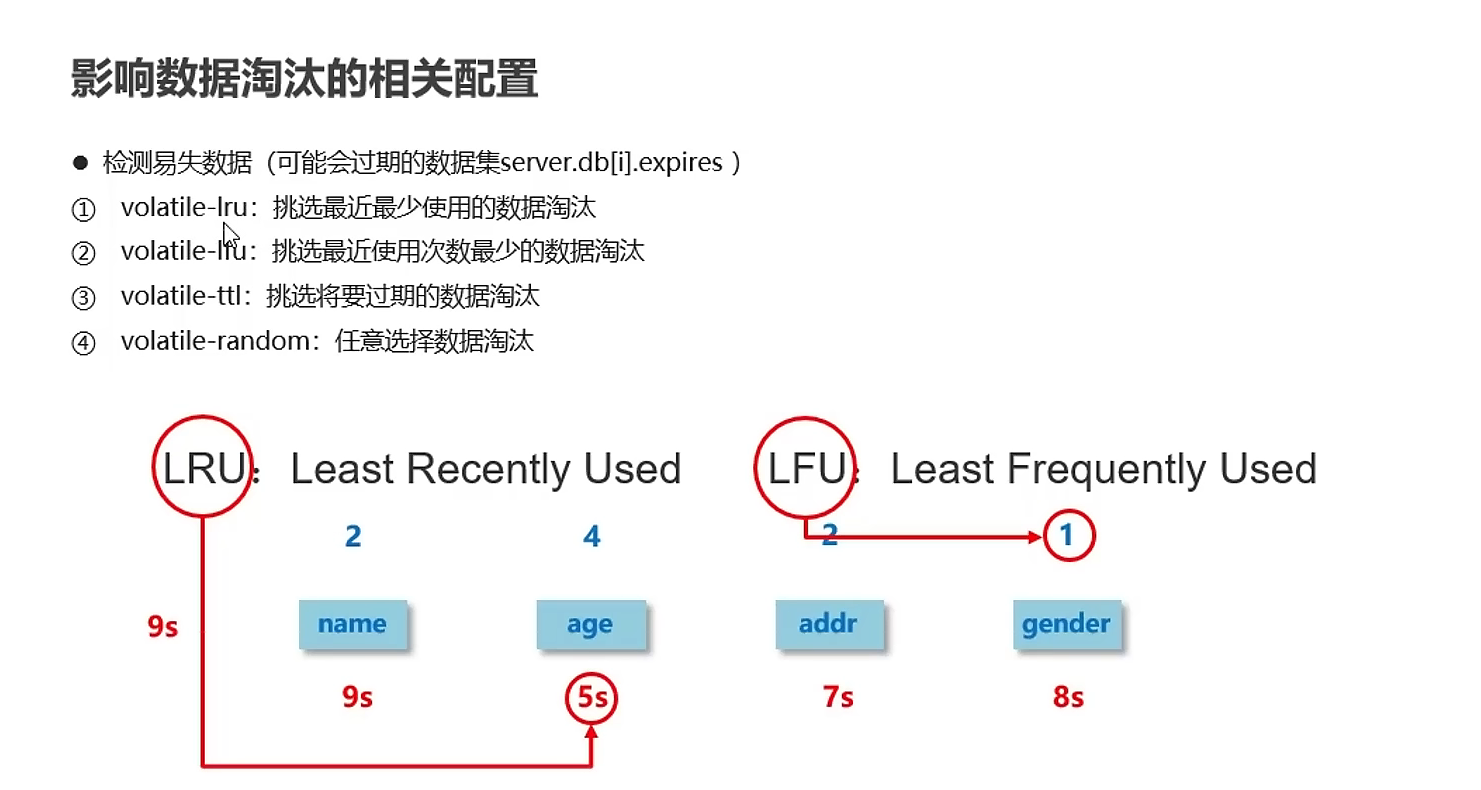 影响数据淘汰的相关配置
● 检测易失数据（可能会过期的数据集server.db[i].expires ）
① volatile-lru：挑选最近最少使用的数据淘汰
② volatile-lfu：挑选最近使用次数最少的数据淘汰
③ volatile-ttl：挑选将要过期的数据淘汰
④ volatile-random：任意选择数据淘汰
LRU：Least Recently Used LFU：Least Frequently Used
2 4 2 1
9s name age addr gender
9s 5s 7s 8s